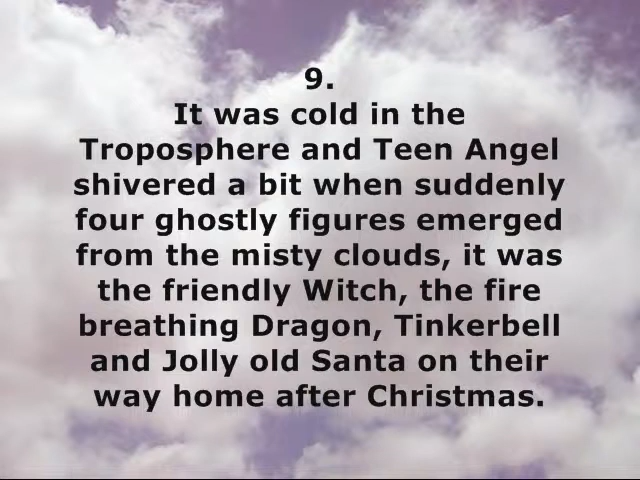 9.
It was cold in the
Troposphere and Teen Angel
shivered a bit when suddenly
four ghostly figures emerged
from the misty clouds, it was
the friendly Witch, the fire
breathing Dragon, Tinkerbell
and Jolly old Santa on their
way home after Christmas.